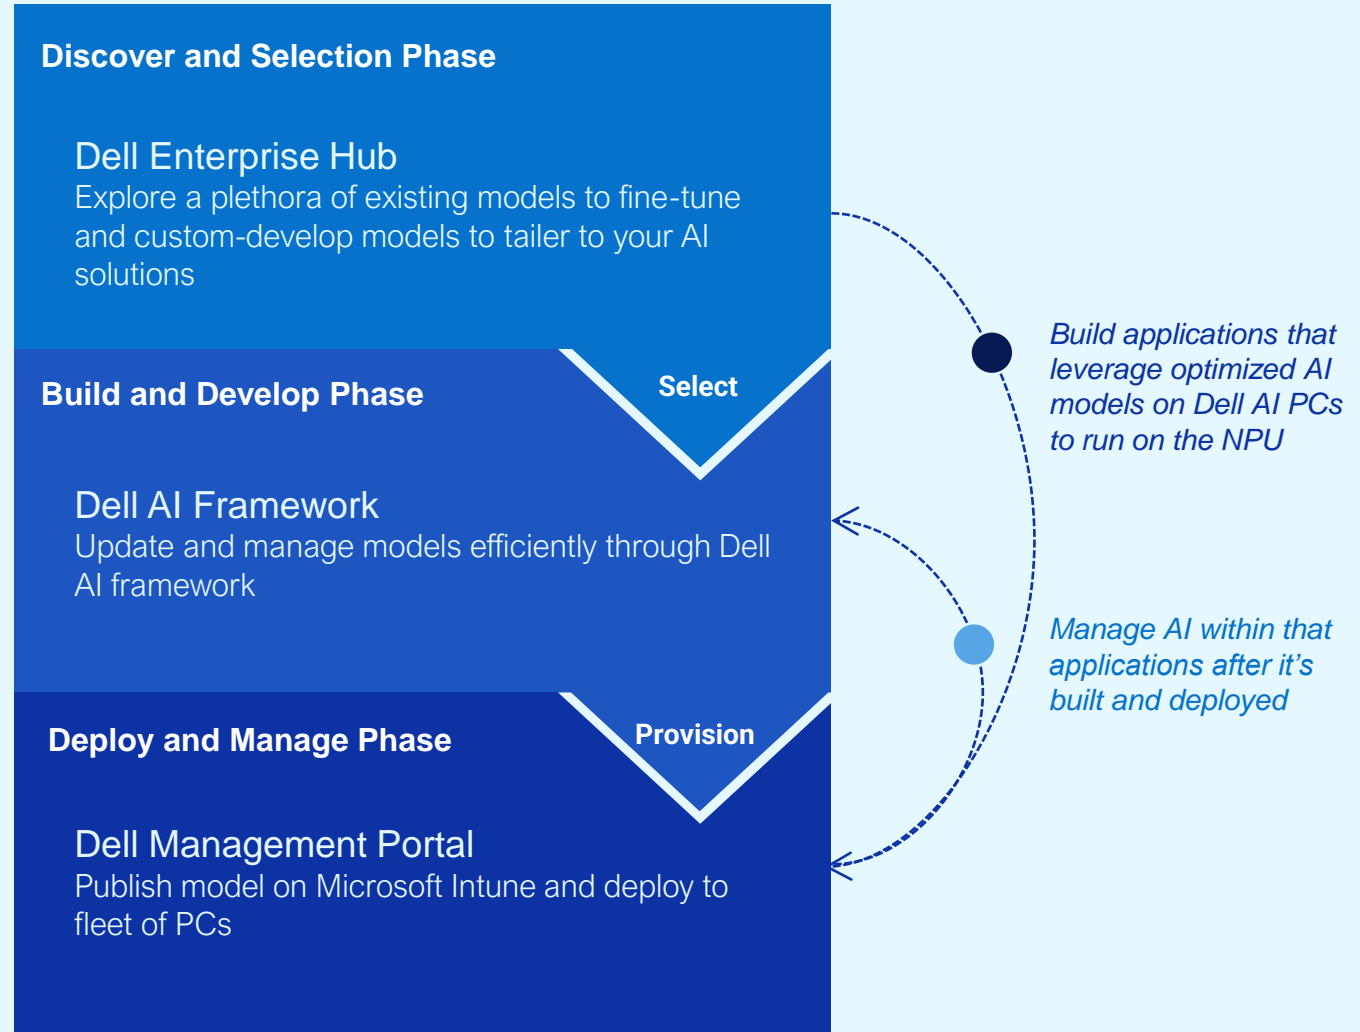 Discover and Selection Phase
Dell Enterprise Hub
Explore a plethora of existing models to fine-tune
and custom-develop models to tailer to your AI
solutions
Select
Build and Develop Phase
Dell AI Framework
Update and manage models efficiently through Dell
AI framework
Provision
Deploy and Manage Phase
Dell Management Portal
Publish model on Microsoft Intune and deploy to
fleet of PCs
Build applications that
leverage optimized AI
models on Dell AI PCs
to run on the NPU
Manage AI within that
applications after it’s
built and deployed